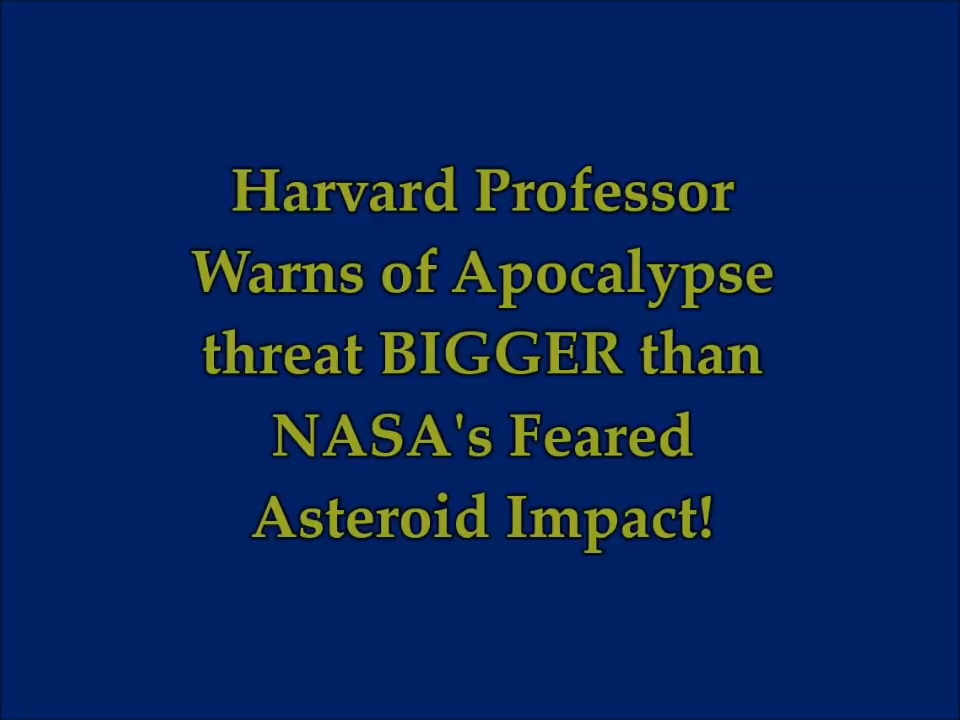 Harvard Professor
Warns of Apocalypse
threat BIGGER than
NASA's Feared
Asteroid Impact!